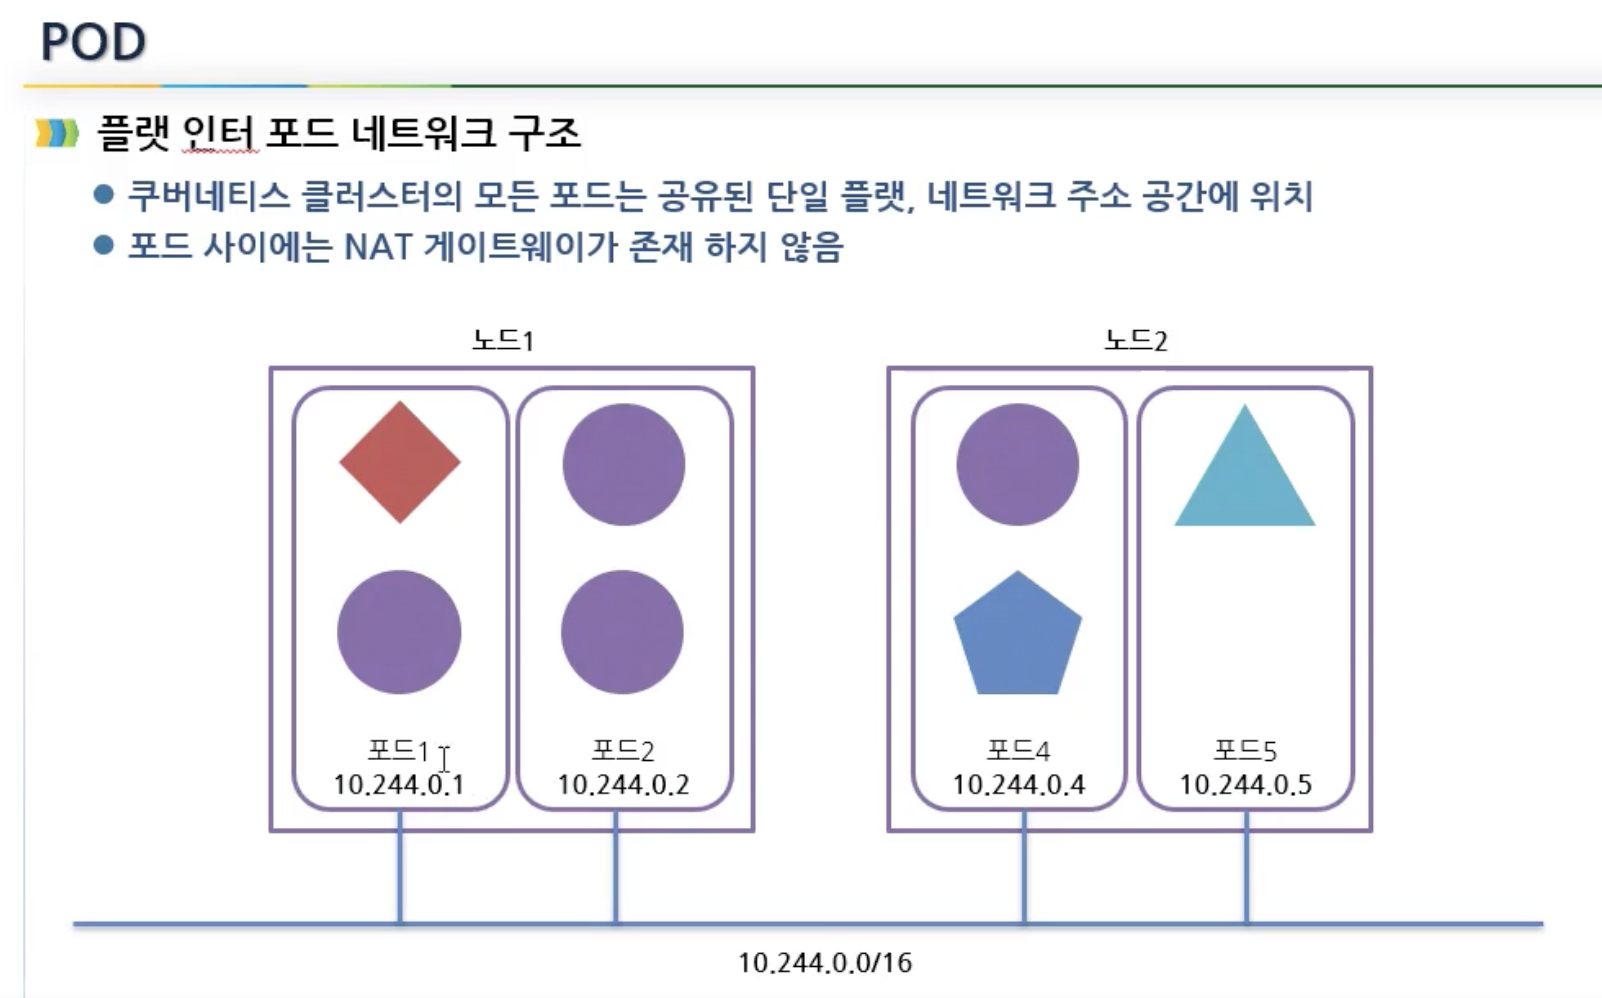 POD
플랫 인터 포드 네트워크 구조
쿠버네티스 클러스터의 모든 포드는 공유된 단일 플랫, 네트워크 주소 공간에 위치
포드 사이에는 NAT 게이트웨이가 존재 하지 않음
노드1
노드2
포드1
10.244.0.1
포드2
10.244.0.2
포드4
10.244.0.4
포드5
10.244.0.5
10.244.0.0/16